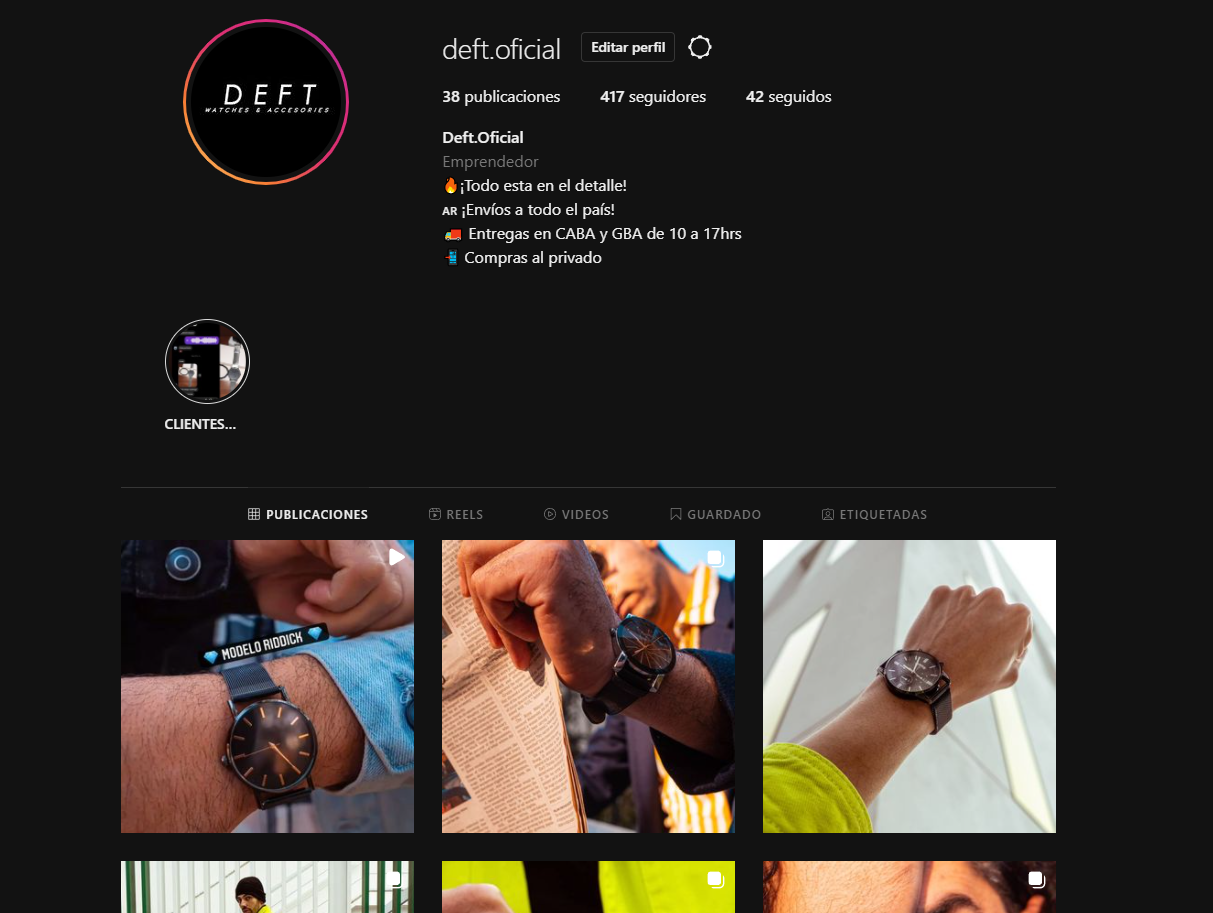 DEFT
WATCHES & ACCESORIES
deft.oficial
Editar perfil
38 publicaciones 417 seguidores 42 seguidos
Deft.Oficial
Emprendedor
🔥¡Todo esta en el detalle!
AR ¡Envíos a todo el país!
🚚 Entregas en CABA y GBA de 10 a 17hrs
📲 Compras al privado
CLIENTES...
PUBLICACIONES REELS VIDEOS GUARDADO ETIQUETADAS
💎 MODELO RIDDICK 💎